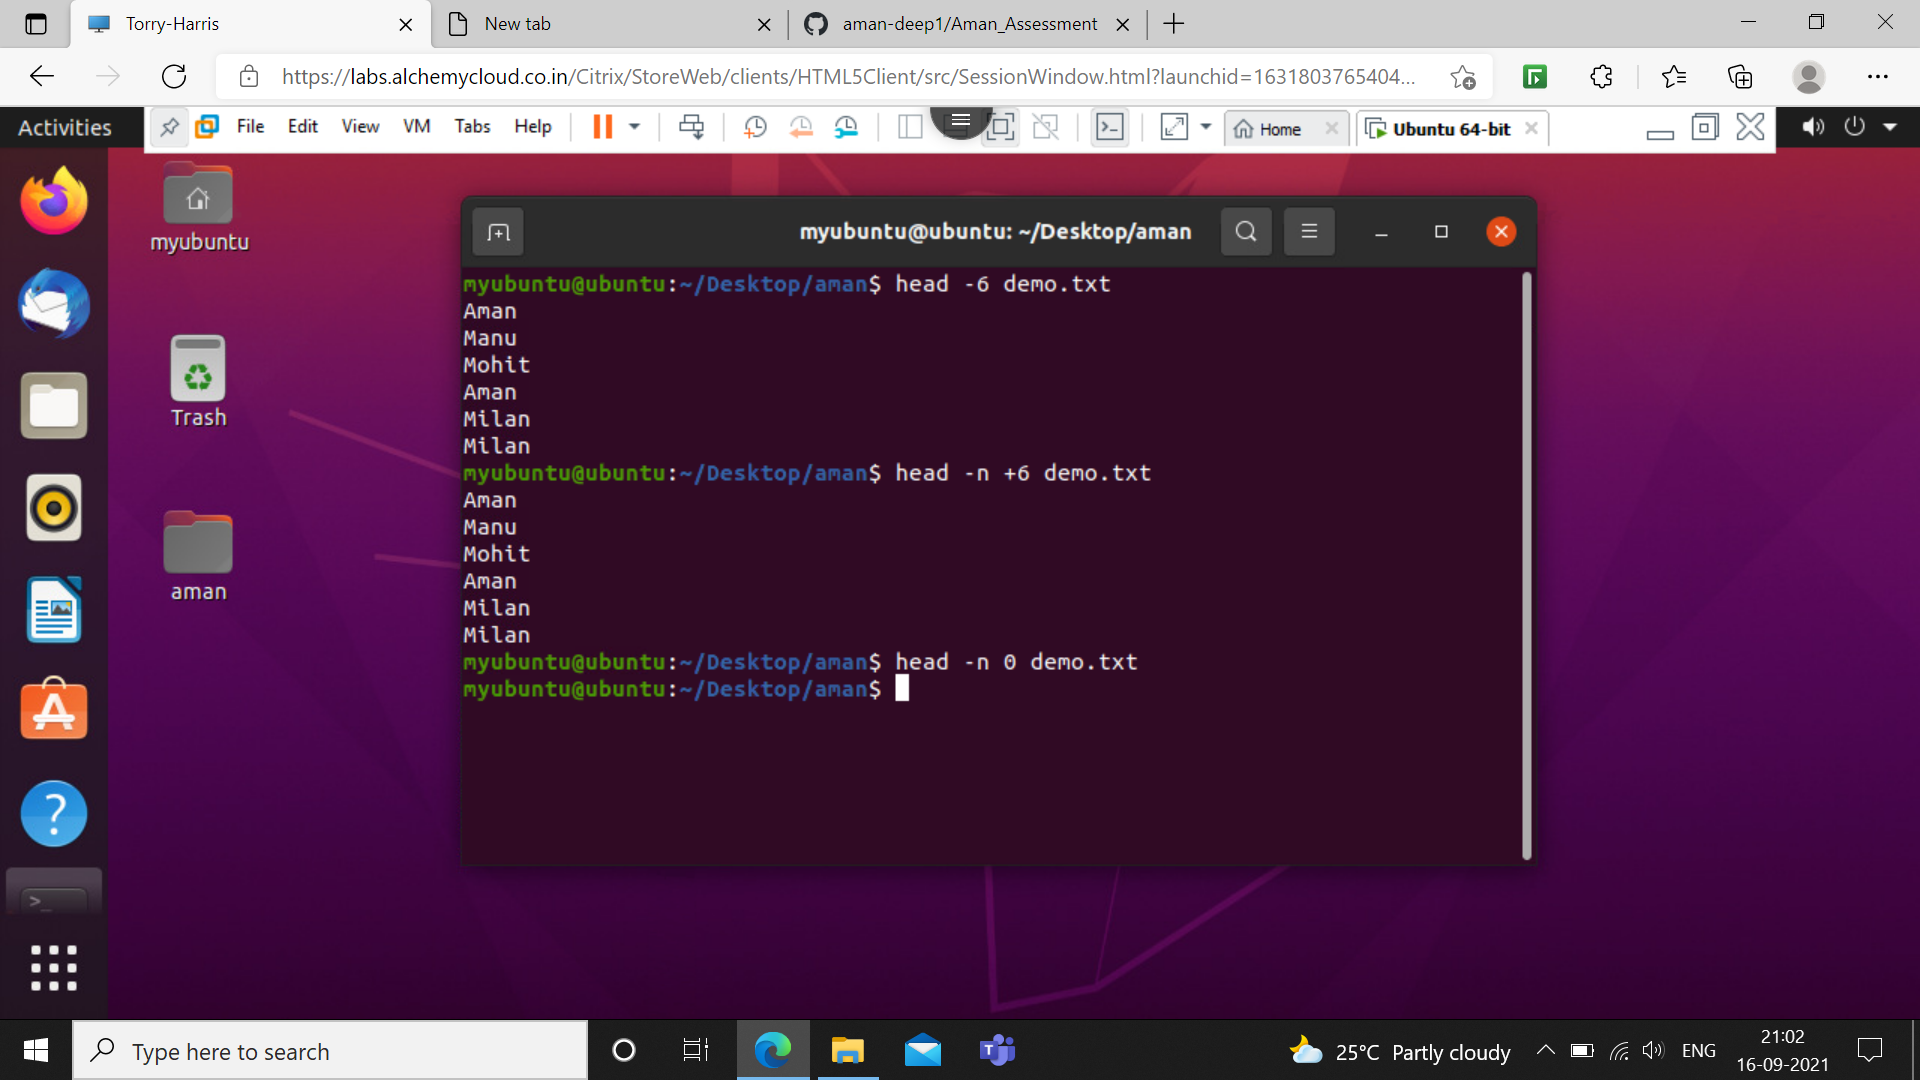 Torry-Harris
New tab
aman-deep1/Aman_Assessment
https://labs.alchemycloud.co.in/Citrix/StoreWeb/clients/HTML5Client/src/SessionWindow.html?launchid=1631803765404...
Activities
File Edit View VM Tabs Help
Home
Ubuntu 64-bit
myubuntu
Trash
aman
myubuntu@ubuntu: ~/Desktop/aman
myubuntu@ubuntu:~/Desktop/aman$ head -6 demo.txt
Aman
Manu
Mohit
Aman
Milan
Milan
myubuntu@ubuntu:~/Desktop/aman$ head -n +6 demo.txt
Aman
Manu
Mohit
Aman
Milan
Milan
myubuntu@ubuntu:~/Desktop/aman$ head -n 0 demo.txt
myubuntu@ubuntu:~/Desktop/aman$
Type here to search
25°C Partly cloudy
ENG
21:02
16-09-2021